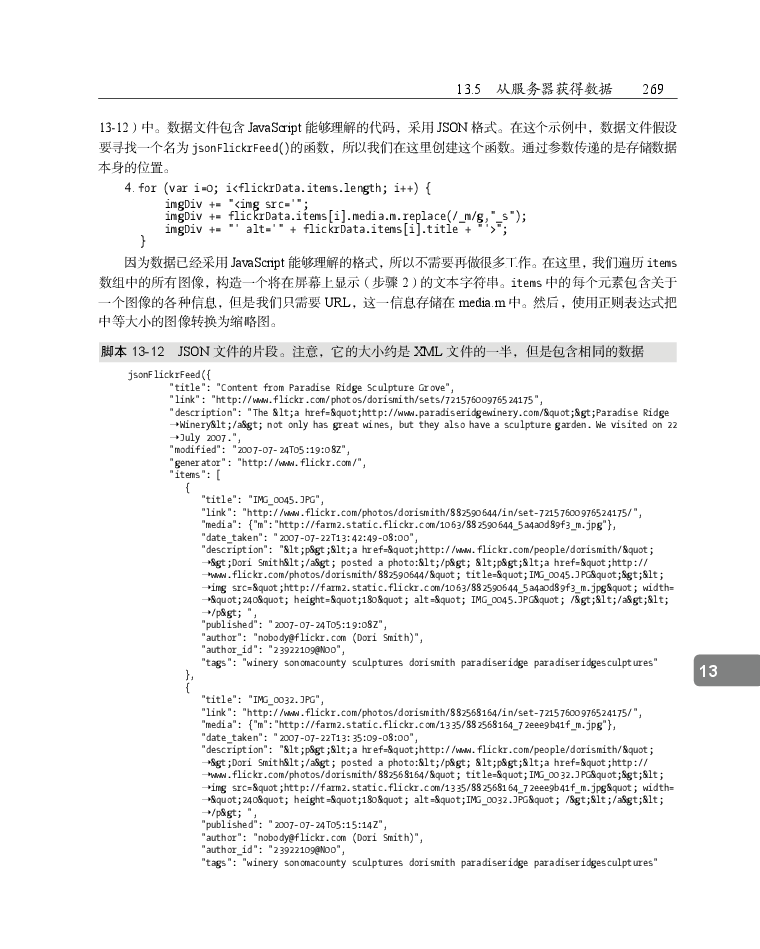 13.5 从服务器获得数据 269
13-12）中。数据文件包含 JavaScript 能够理解的代码，采用 JSON 格式。在这个示例中，数据文件假设
要寻找一个名为 jsonFlickrFeed()的函数，所以我们在这里创建这个函数。通过参数传递的是存储数据
本身的位置。
4. for (var i=0; i<flickrData.items.length; i++) {
imgDiv += "<img src='";
imgDiv += flickrData.items[i].media.m.replace(/_m/g,"_s");
imgDiv += "' alt='" + flickrData.items[i].title + "'>";
}
因为数据已经采用 JavaScript 能够理解的格式，所以不需要再做很多工作。在这里，我们遍历 items
数组中的所有图像，构造一个将在屏幕上显示（步骤 2）的文本字符串。items 中的每个元素包含关于
一个图像的各种信息，但是我们只需要 URL，这一信息存储在 media.m 中。然后，使用正则表达式把
中等大小的图像转换为缩略图。
脚本 13-12 JSON 文件的片段。注意，它的大小约是 XML 文件的一半，但是包含相同的数据
jsonFlickrFeed({
"title": "Content from Paradise Ridge Sculpture Grove",
"link": "http://www.flickr.com/photos/dorismith/sets/72157600976524175",
"description": "The &lt;a href=&quot;http://www.paradiseridgewinery.com/&quot;&gt;Paradise Ridge
→Winery&lt;/a&gt; not only has great wines, but they also have a sculpture garden. We visited on 22
→July 2007.",
"modified": "2007-07-24T05:19:08Z",
"generator": "http://www.flickr.com/",
"items": [
{
"title": "IMG_0045.JPG",
"link": "http://www.flickr.com/photos/dorismith/882590644/in/set-72157600976524175/",
"media": {"m":"http://farm2.static.flickr.com/1063/882590644_5a4a0d89f3_m.jpg"},
"date_taken": "2007-07-22T13:42:49-08:00",
"description": "&lt;p&gt;&lt;a href=&quot;http://www.flickr.com/people/dorismith/&quot;
→&gt;Dori Smith&lt;/a&gt; posted a photo:&lt;/p&gt; &lt;p&gt;&lt;a href=&quot;http://
→www.flickr.com/photos/dorismith/882590644/&quot; title=&quot;IMG_0045.JPG&quot;&gt;&lt;
→img src=&quot;http://farm2.static.flickr.com/1063/882590644_5a4a0d89f3_m.jpg&quot; width=
→&quot;240&quot; height=&quot;180&quot; alt=&quot; IMG_0045.JPG&quot; /&gt;&lt;/a&gt;&lt;
→/p&gt; ",
"published": "2007-07-24T05:19:08Z",
"author": "nobody@flickr.com (Dori Smith)",
"author_id": "23922109@N00",
"tags": "winery sonomacounty sculptures dorismith paradiseridge paradiseridgesculptures"
},
{
"title": "IMG_0032.JPG",
"link": "http://www.flickr.com/photos/dorismith/882568164/in/set-72157600976524175/",
"media": {"m":"http://farm2.static.flickr.com/1335/882568164_72eee9b41f_m.jpg"},
"date_taken": "2007-07-22T13:35:09-08:00",
"description": "&lt;p&gt;&lt;a href=&quot;http://www.flickr.com/people/dorismith/&quot;
→&gt;Dori Smith&lt;/a&gt; posted a photo:&lt;/p&gt; &lt;p&gt;&lt;a href=&quot;http://
→www.flickr.com/photos/dorismith/882568164/&quot; title=&quot;IMG_0032.JPG&quot;&gt;&lt;
→img src=&quot;http://farm2.static.flickr.com/1335/882568164_72eee9b41f_m.jpg&quot; width=
→&quot;240&quot; height=&quot;180&quot; alt=&quot;IMG_0032.JPG&quot; /&gt;&lt;/a&gt;&lt;
→/p&gt; ",
"published": "2007-07-24T05:15:14Z",
"author": "nobody@flickr.com (Dori Smith)",
"author_id": "23922109@N00",
"tags": "winery sonomacounty sculptures dorismith paradiseridge paradiseridgesculptures"
13